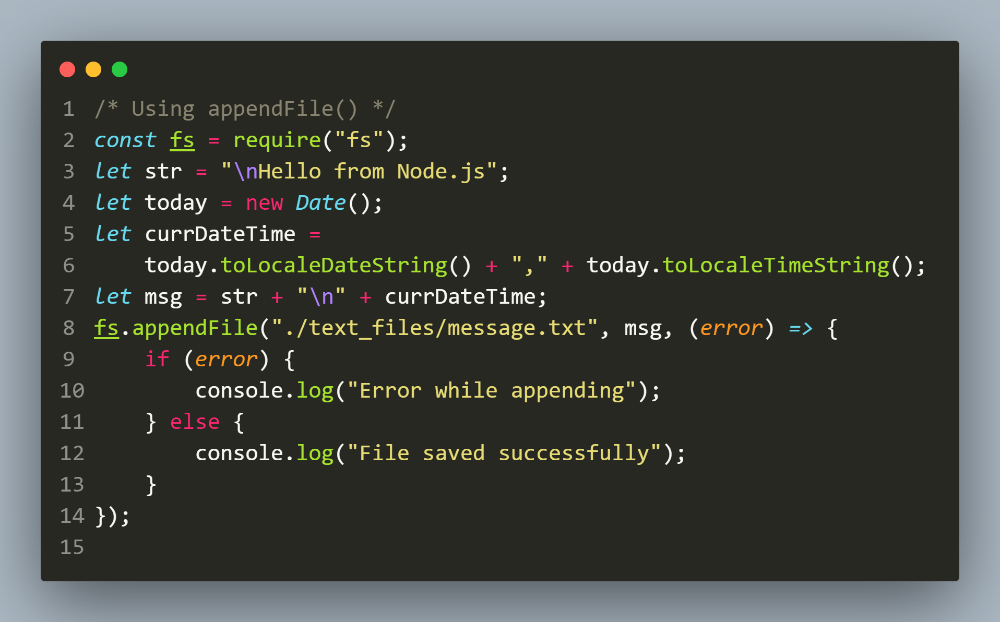 1 /* Using appendFile() */
2 const fs = require("fs");
3 let str = "\nHello from Node.js";
4 let today = new Date();
5 let currDateTime =
6     today.toLocaleDateString() + "," + today.toLocaleTimeString();
7 let msg = str + "\n" + currDateTime;
8 fs.appendFile("./text_files/message.txt", msg, (error) => {
9     if (error) {
10         console.log("Error while appending");
11     } else {
12         console.log("File saved successfully");
13     }
14 });
15